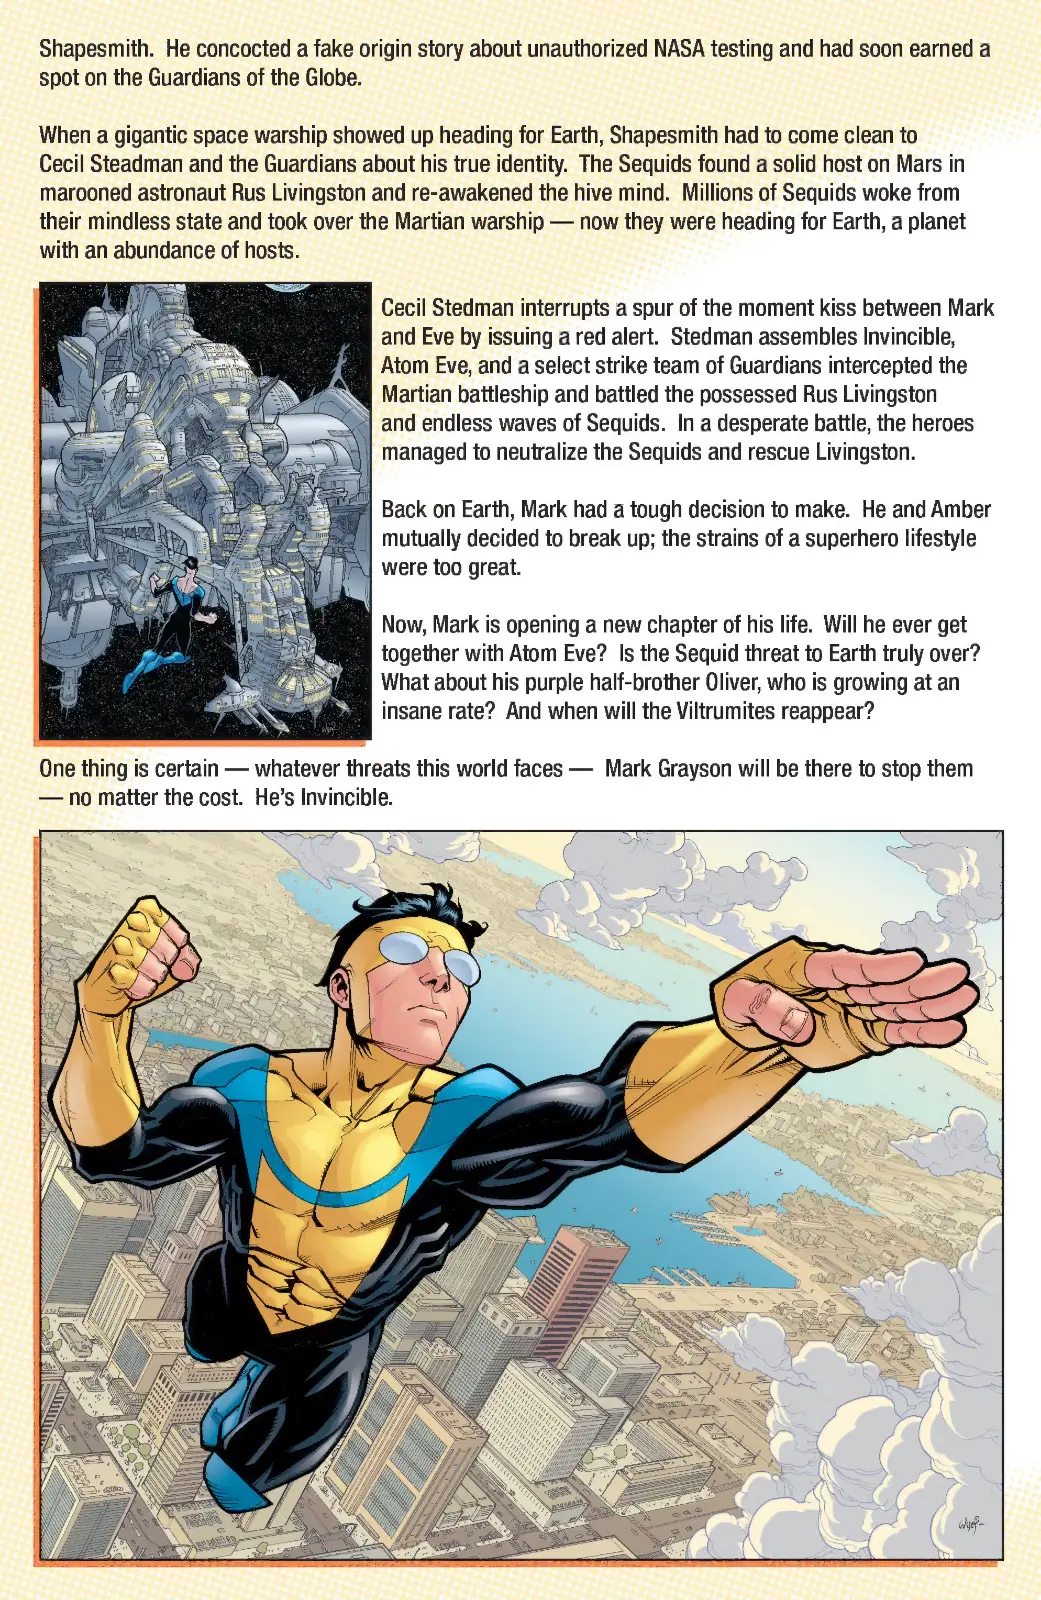 Shapesmith.  He concocted a fake origin story about unauthorized NASA testing and had soon earned a
spot on the Guardians of the Globe.
When a gigantic space warship showed up heading for Earth, Shapesmith had to come clean to
Cecil Steadman and the Guardians about his true identity.  The Sequids found a solid host on Mars in
marooned astronaut Rus Livingston and re-awakened the hive mind.  Millions of Sequids woke from
their mindless state and took over the Martian warship — now they were heading for Earth, a planet
with an abundance of hosts.
Cecil Stedman interrupts a spur of the moment kiss between Mark
and Eve by issuing a red alert.  Stedman assembles Invincible,
Atom Eve, and a select strike team of Guardians intercepted the
Martian battleship and battled the possessed Rus Livingston
and endless waves of Sequids.  In a desperate battle, the heroes
managed to neutralize the Sequids and rescue Livingston.
Back on Earth, Mark had a tough decision to make.  He and Amber
mutually decided to break up; the strains of a superhero lifestyle
were too great.
Now, Mark is opening a new chapter of his life.  Will he ever get
together with Atom Eve?  Is the Sequid threat to Earth truly over?
What about his purple half-brother Oliver, who is growing at an
insane rate?  And when will the Viltrumites reappear?
One thing is certain — whatever threats this world faces —  Mark Grayson will be there to stop them
— no matter the cost.  He's Invincible.